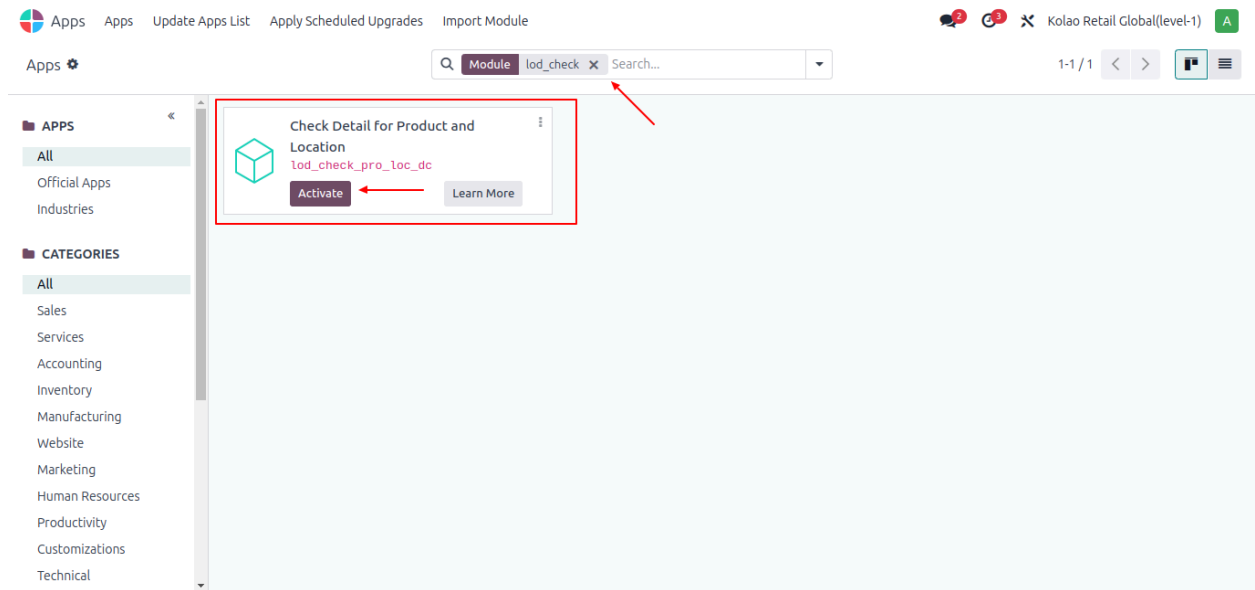 Apps Apps Update Apps List Apply Scheduled Upgrades Import Module 2 3 Kolao Retail Global(level-1) A
Apps Module lod_check Search... 1-1 / 1
APPS
All
Official Apps
Industries
CATEGORIES
All
Sales
Services
Accounting
Inventory
Manufacturing
Website
Marketing
Human Resources
Productivity
Customizations
Technical
Check Detail for Product and
Location
lod_check_pro_loc_dc
Activate Learn More